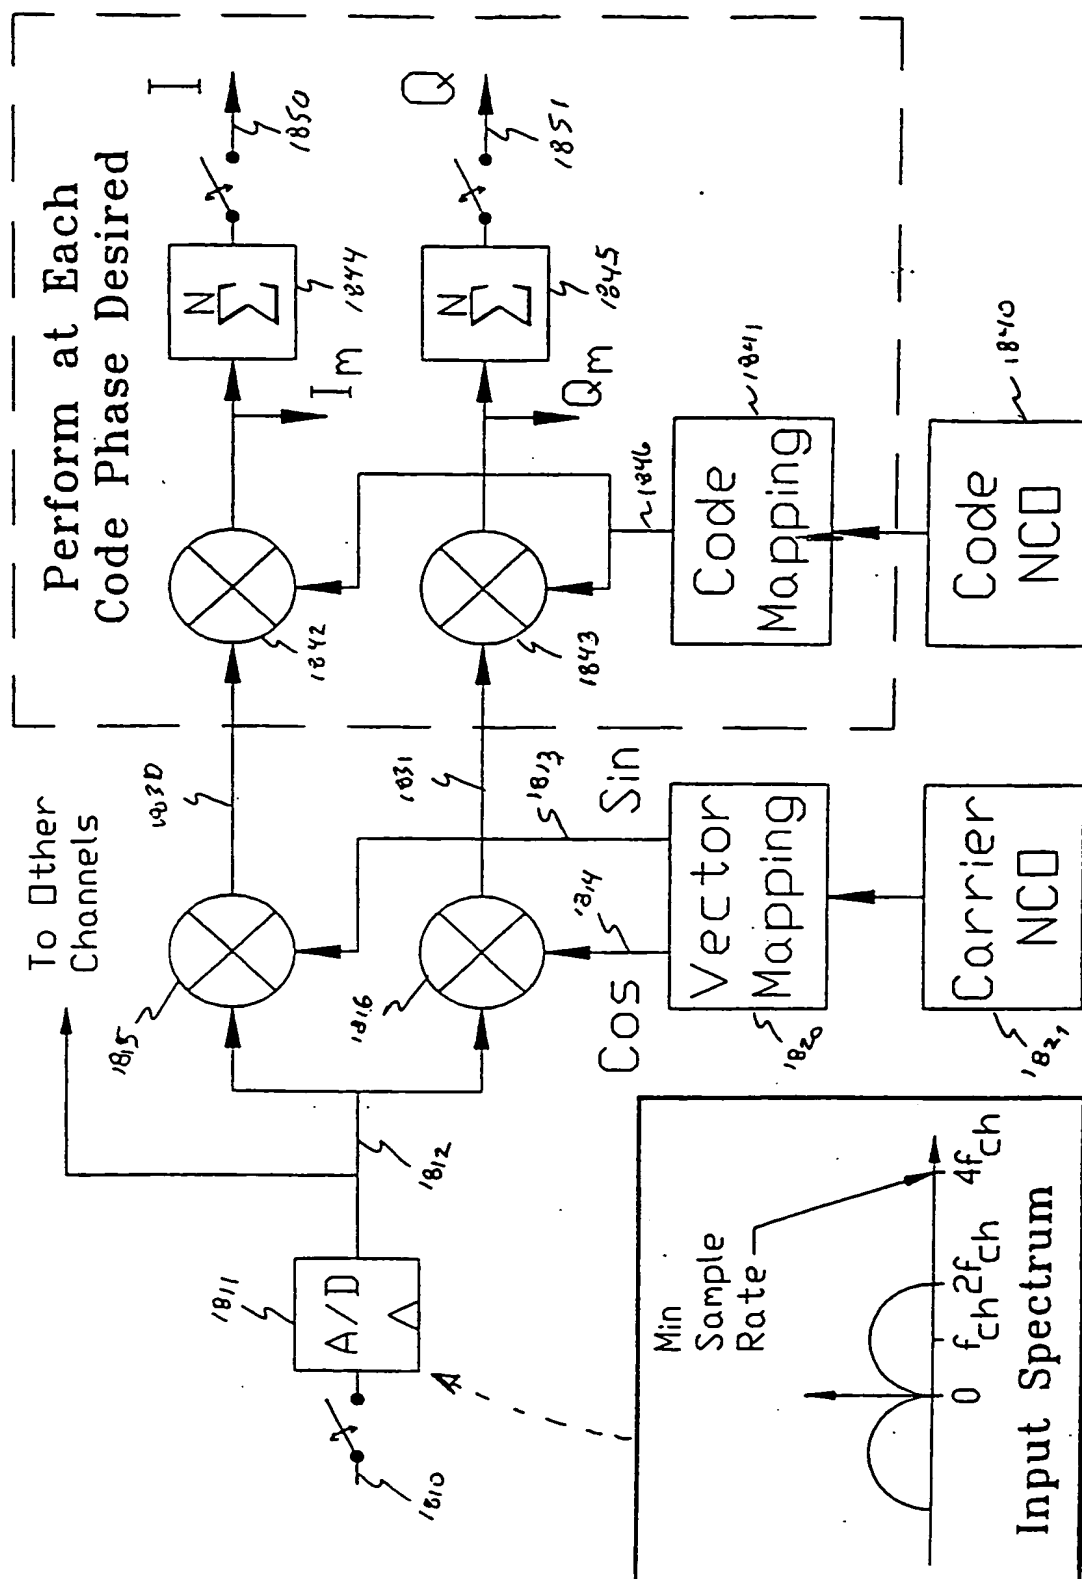 Perform at Each
Code Phase Desired
I
1850
Q
1851
N
Σ
1844
N
Σ
1845
Im
Qm
1842
1843
1846
Code
Mapping
1841
Code
NCO
1840
To Other
Channels
1830
1831
1815
1816
Sin
1813
Cos
1814
Vector
Mapping
1820
Carrier
NCO
1821
1812
A/D
1811
1810
Min
Sample
Rate
0
fch
2fch
4fch
Input Spectrum